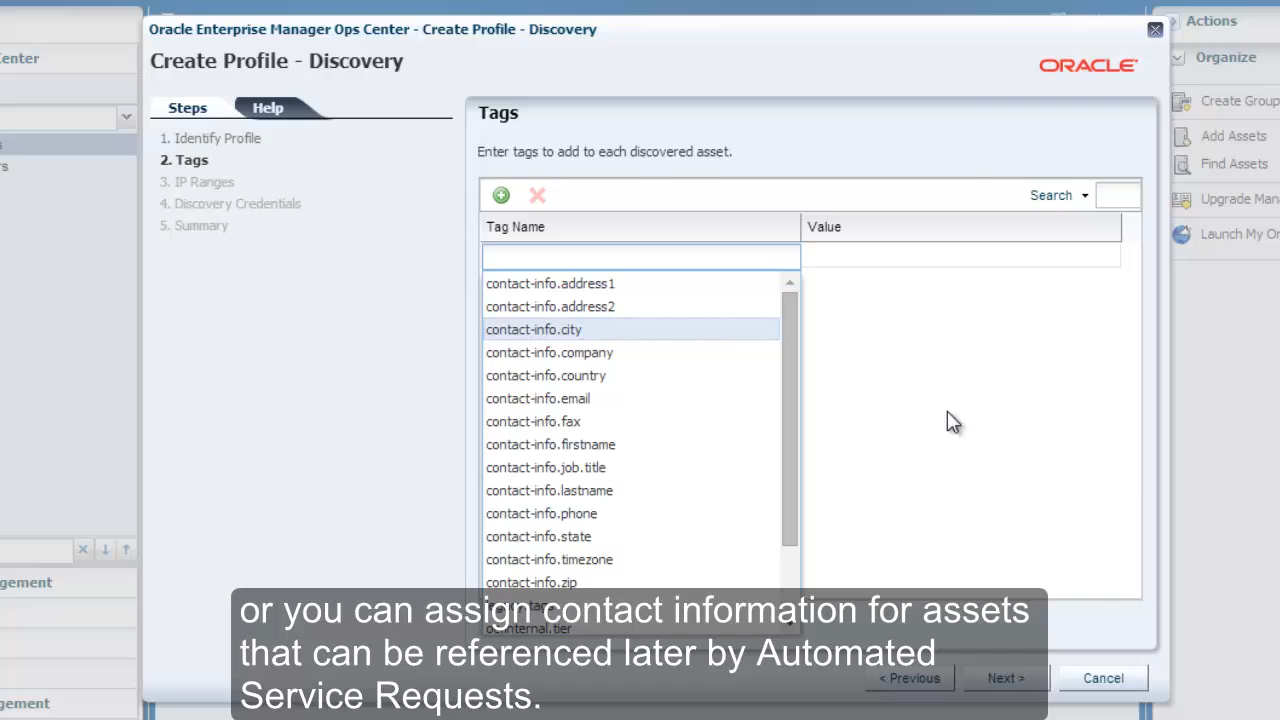 Oracle Enterprise Manager Ops Center - Create Profile - Discovery
Create Profile - Discovery
ORACLE
Steps
Help
1. Identify Profile
2. Tags
3. IP Ranges
4. Discovery Credentials
5. Summary
Tags
Enter tags to add to each discovered asset.
Search
Tag Name
Value
contact-info.address1
contact-info.address2
contact-info.city
contact-info.company
contact-info.country
contact-info.email
contact-info.fax
contact-info.firstname
contact-info.job.title
contact-info.lastname
contact-info.phone
contact-info.state
contact-info.timezone
contact-info.zip
or you can assign contact information for assets
that can be referenced later by Automated
Service Requests.
< Previous
Next >
Cancel
enter
gement
gement
Actions
Organize
Create Group
Add Assets
Find Assets
Upgrade Man
Launch My Or